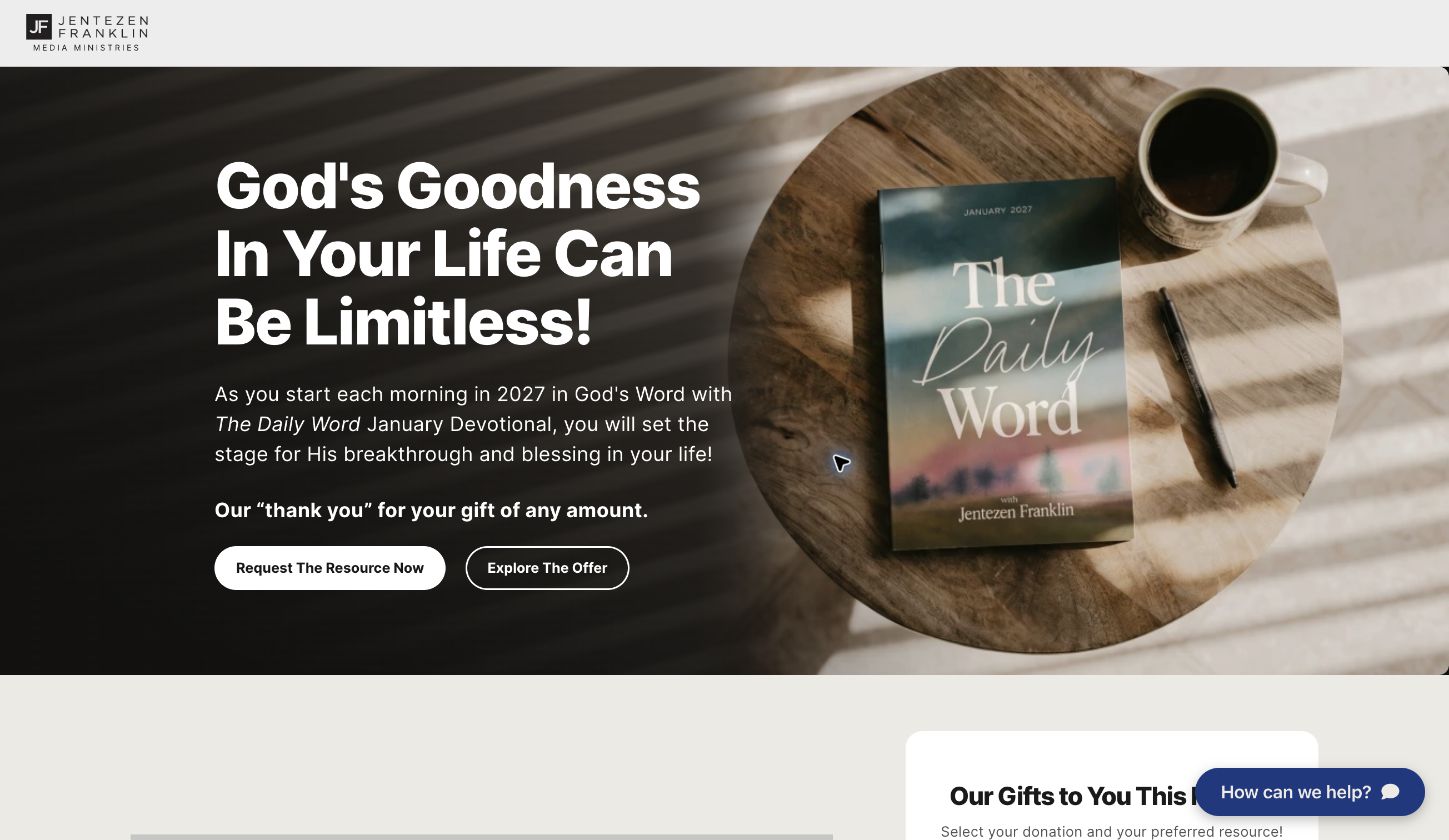 JF JENTEZEN
FRANKLIN
MEDIA MINISTRIES
God's Goodness
In Your Life Can
Be Limitless!
As you start each morning in 2027 in God's Word with
The Daily Word January Devotional, you will set the
stage for His breakthrough and blessing in your life!
Our “thank you” for your gift of any amount.
Request The Resource Now
Explore The Offer
JANUARY 2027
The
Daily
Word
with
Jentezen Franklin
Our Gifts to You This
Select your donation and your preferred resource!
How can we help?